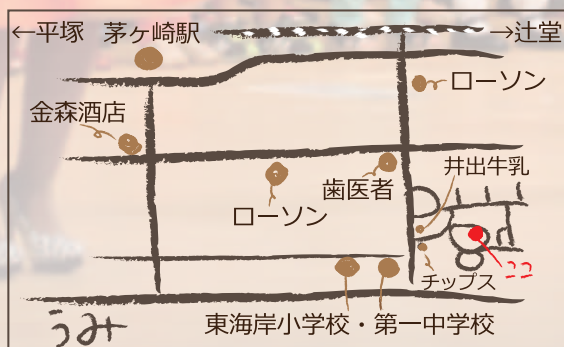 ←平塚 茅ヶ崎駅 →辻堂
ローソン
金森酒店
井出牛乳
歯医者
ローソン
ココ
チップス
東海岸小学校・第一中学校
うみ